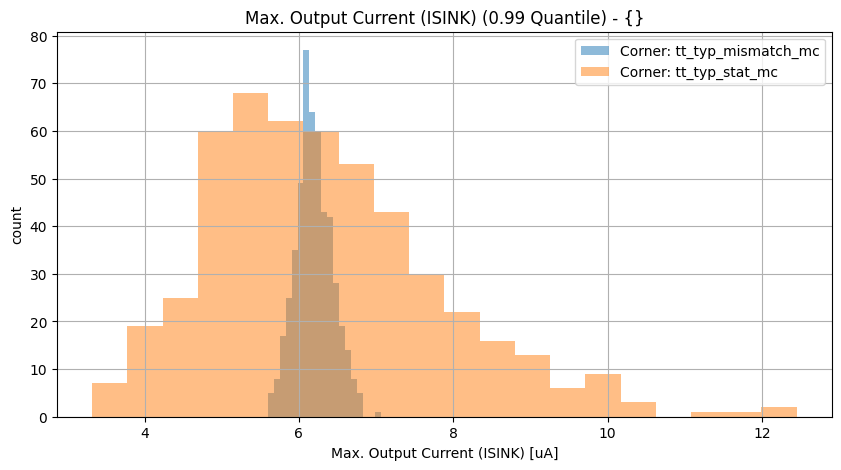 Max. Output Current (ISINK) (0.99 Quantile) - {}
80
70
60
50
40
30
20
10
0
count
Corner: tt_typ_mismatch_mc
Corner: tt_typ_stat_mc
4 6 8 10 12
Max. Output Current (ISINK) [uA]